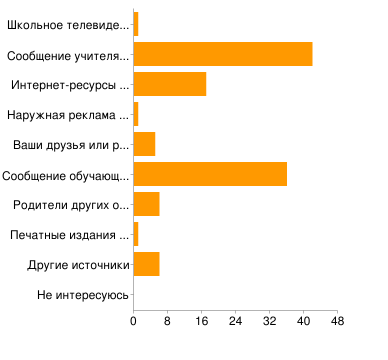 Школьное телевиде...
Сообщение учителя...
Интернет-ресурсы ...
Наружная реклама ...
Ваши друзья или р...
Сообщение обучающ...
Родители других о...
Печатные издания ...
Другие источники
Не интересуюсь
0 8 16 24 32 40 48